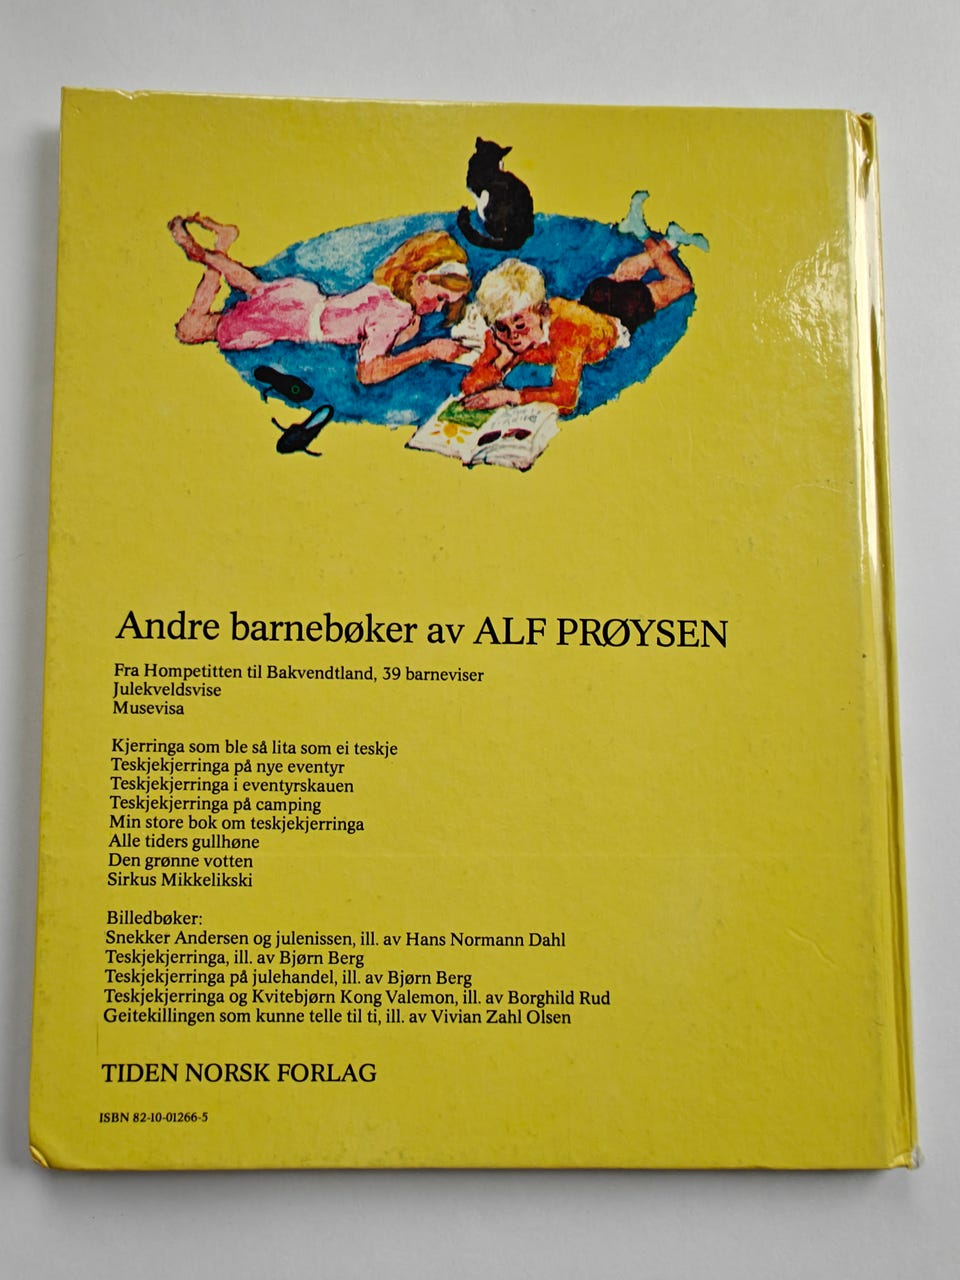 Andre barnebøker av ALF PRØYSEN
Fra Hompetitten til Bakvendtland, 39 barneviser
Julekveldsvise
Musevisa
Kjerringa som ble så lita som ei teskje
Teskjekjerringa på nye eventyr
Teskjekjerringa i eventyrskauen
Teskjekjerringa på camping
Min store bok om teskjekjerringa
Alle tiders gullhøne
Den grønne votten
Sirkus Mikkelikski
Billedbøker:
Snekker Andersen og julenissen, ill. av Hans Normann Dahl
Teskjekjerringa, ill. av Bjørn Berg
Teskjekjerringa på julehandel, ill. av Bjørn Berg
Teskjekjerringa og Kvitebjørn Kong Valemon, ill. av Borghild Rud
Geitekillingen som kunne telle til ti, ill. av Vivian Zahl Olsen
TIDEN NORSK FORLAG
ISBN 82-10-01266-5